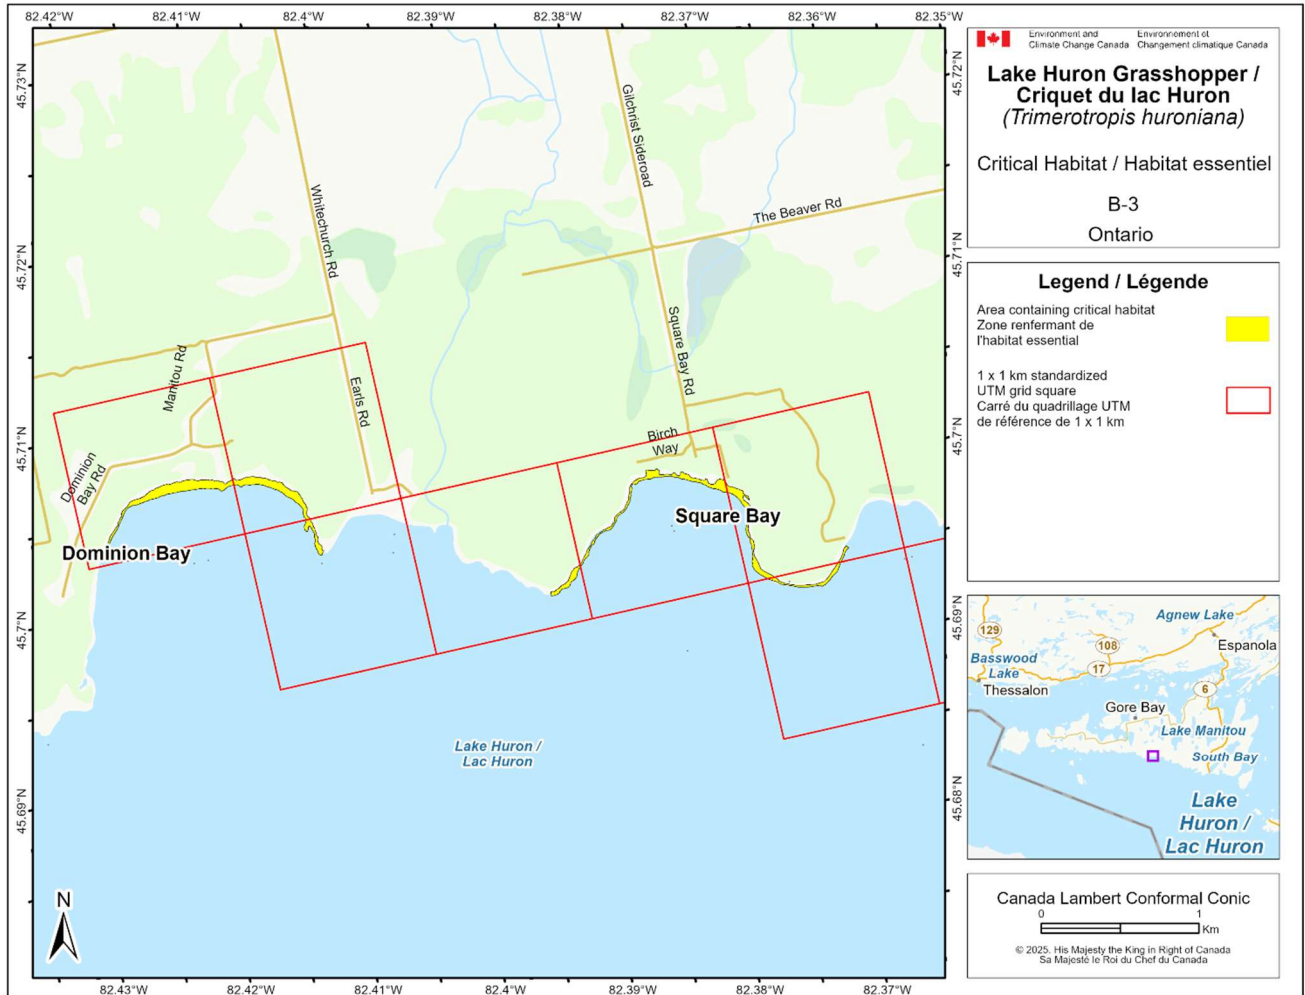 82.42°W 82.41°W 82.4°W 82.39°W 82.38°W 82.37°W 82.36°W 82.35°W
45.73°N
45.72°N
45.71°N
45.7°N
45.69°N
45.72°N
45.71°N
45.7°N
45.69°N
45.68°N
Whitechurch Rd
Gilchrist Sideroad
The Beaver Rd
Square Bay Rd
Manitou Rd
Earls Rd
Birch
Way
Dominion
Bay Rd
Square Bay
Dominion Bay
Lake Huron /
Lac Huron
N
82.43°W 82.42°W 82.41°W 82.4°W 82.39°W 82.38°W 82.37°W
Environment and
Climate Change Canada
Environnement et
Changement climatique Canada
Lake Huron Grasshopper /
Criquet du lac Huron
(Trimerotropis huroniana)
Critical Habitat / Habitat essentiel
B-3
Ontario
Legend / Légende
Area containing critical habitat
Zone renfermant de
l'habitat essential
1 x 1 km standardized
UTM grid square
Carré du quadrillage UTM
de référence de 1 x 1 km
Agnew Lake
129
108
Espanola
Basswood
Lake
17
Thessalon
6
Gore Bay
Lake Manitou
South Bay
Lake
Huron /
Lac Huron
Canada Lambert Conformal Conic
0 1
Km
© 2025. His Majesty the King in Right of Canada
Sa Majesté le Roi du Chef du Canada